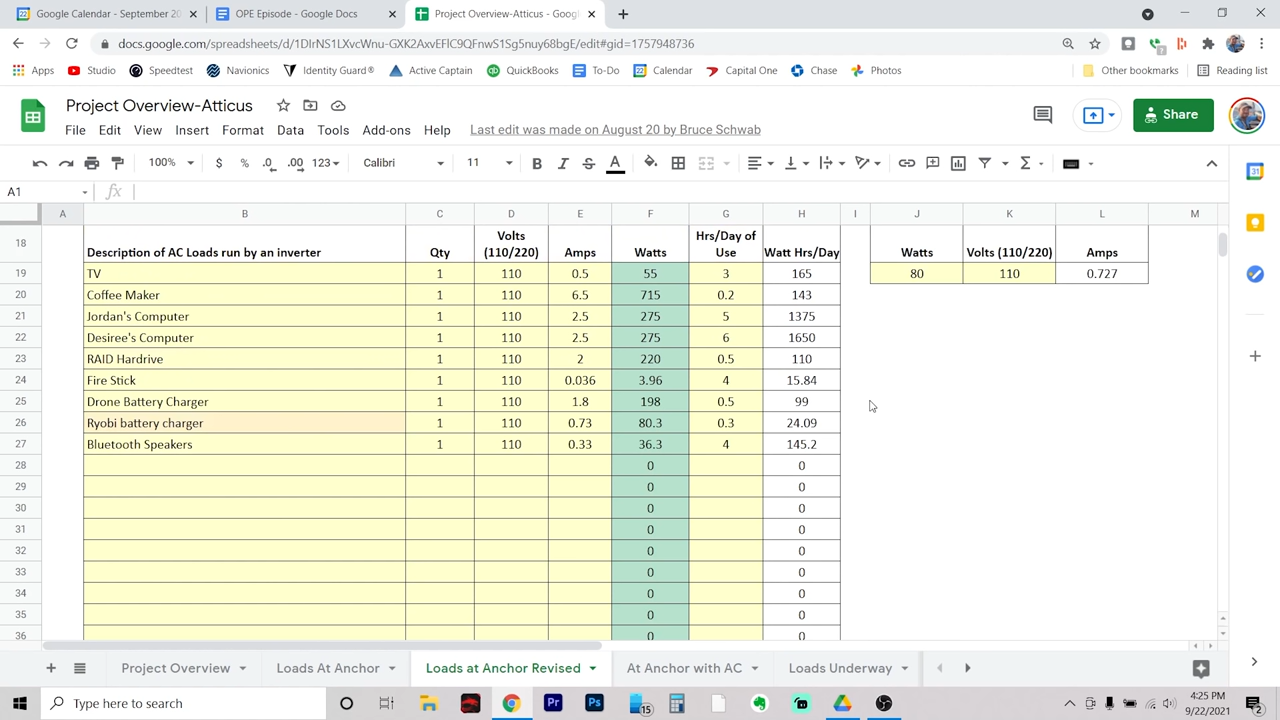 Google Calendar - September 20
OPE Episode - Google Docs
Project Overview-Atticus - Goog
docs.google.com/spreadsheets/d/1DIrNS1LXvcWnu-GXK2AxvEFIC9QFnwS1Sg5nuy68bgE/edit#gid=1757948736
Apps Studio Speedtest Navionics Identity Guard® Active Captain QuickBooks To-Do Calendar Capital One Chase Photos Other bookmarks Reading list
Project Overview-Atticus
File Edit View Insert Format Data Tools Add-ons Help Last edit was made on August 20 by Bruce Schwab
Share
100% $ % .0 .00 123 Calibri 11 B I S A
A1 fx
A B C D E F G H I J K L M
18 Description of AC Loads run by an inverter Qty Volts (110/220) Amps Watts Hrs/Day of Use Watt Hrs/Day Watts Volts (110/220) Amps
19 TV 1 110 0.5 55 3 165 80 110 0.727
20 Coffee Maker 1 110 6.5 715 0.2 143
21 Jordan's Computer 1 110 2.5 275 5 1375
22 Desiree's Computer 1 110 2.5 275 6 1650
23 RAID Hardrive 1 110 2 220 0.5 110
24 Fire Stick 1 110 0.036 3.96 4 15.84
25 Drone Battery Charger 1 110 1.8 198 0.5 99
26 Ryobi battery charger 1 110 0.73 80.3 0.3 24.09
27 Bluetooth Speakers 1 110 0.33 36.3 4 145.2
28 0 0
29 0 0
30 0 0
31 0 0
32 0 0
33 0 0
34 0 0
35 0 0
36 0 0
Project Overview Loads At Anchor Loads at Anchor Revised At Anchor with AC Loads Underway
Type here to search
15
4:25 PM
9/22/2021
2